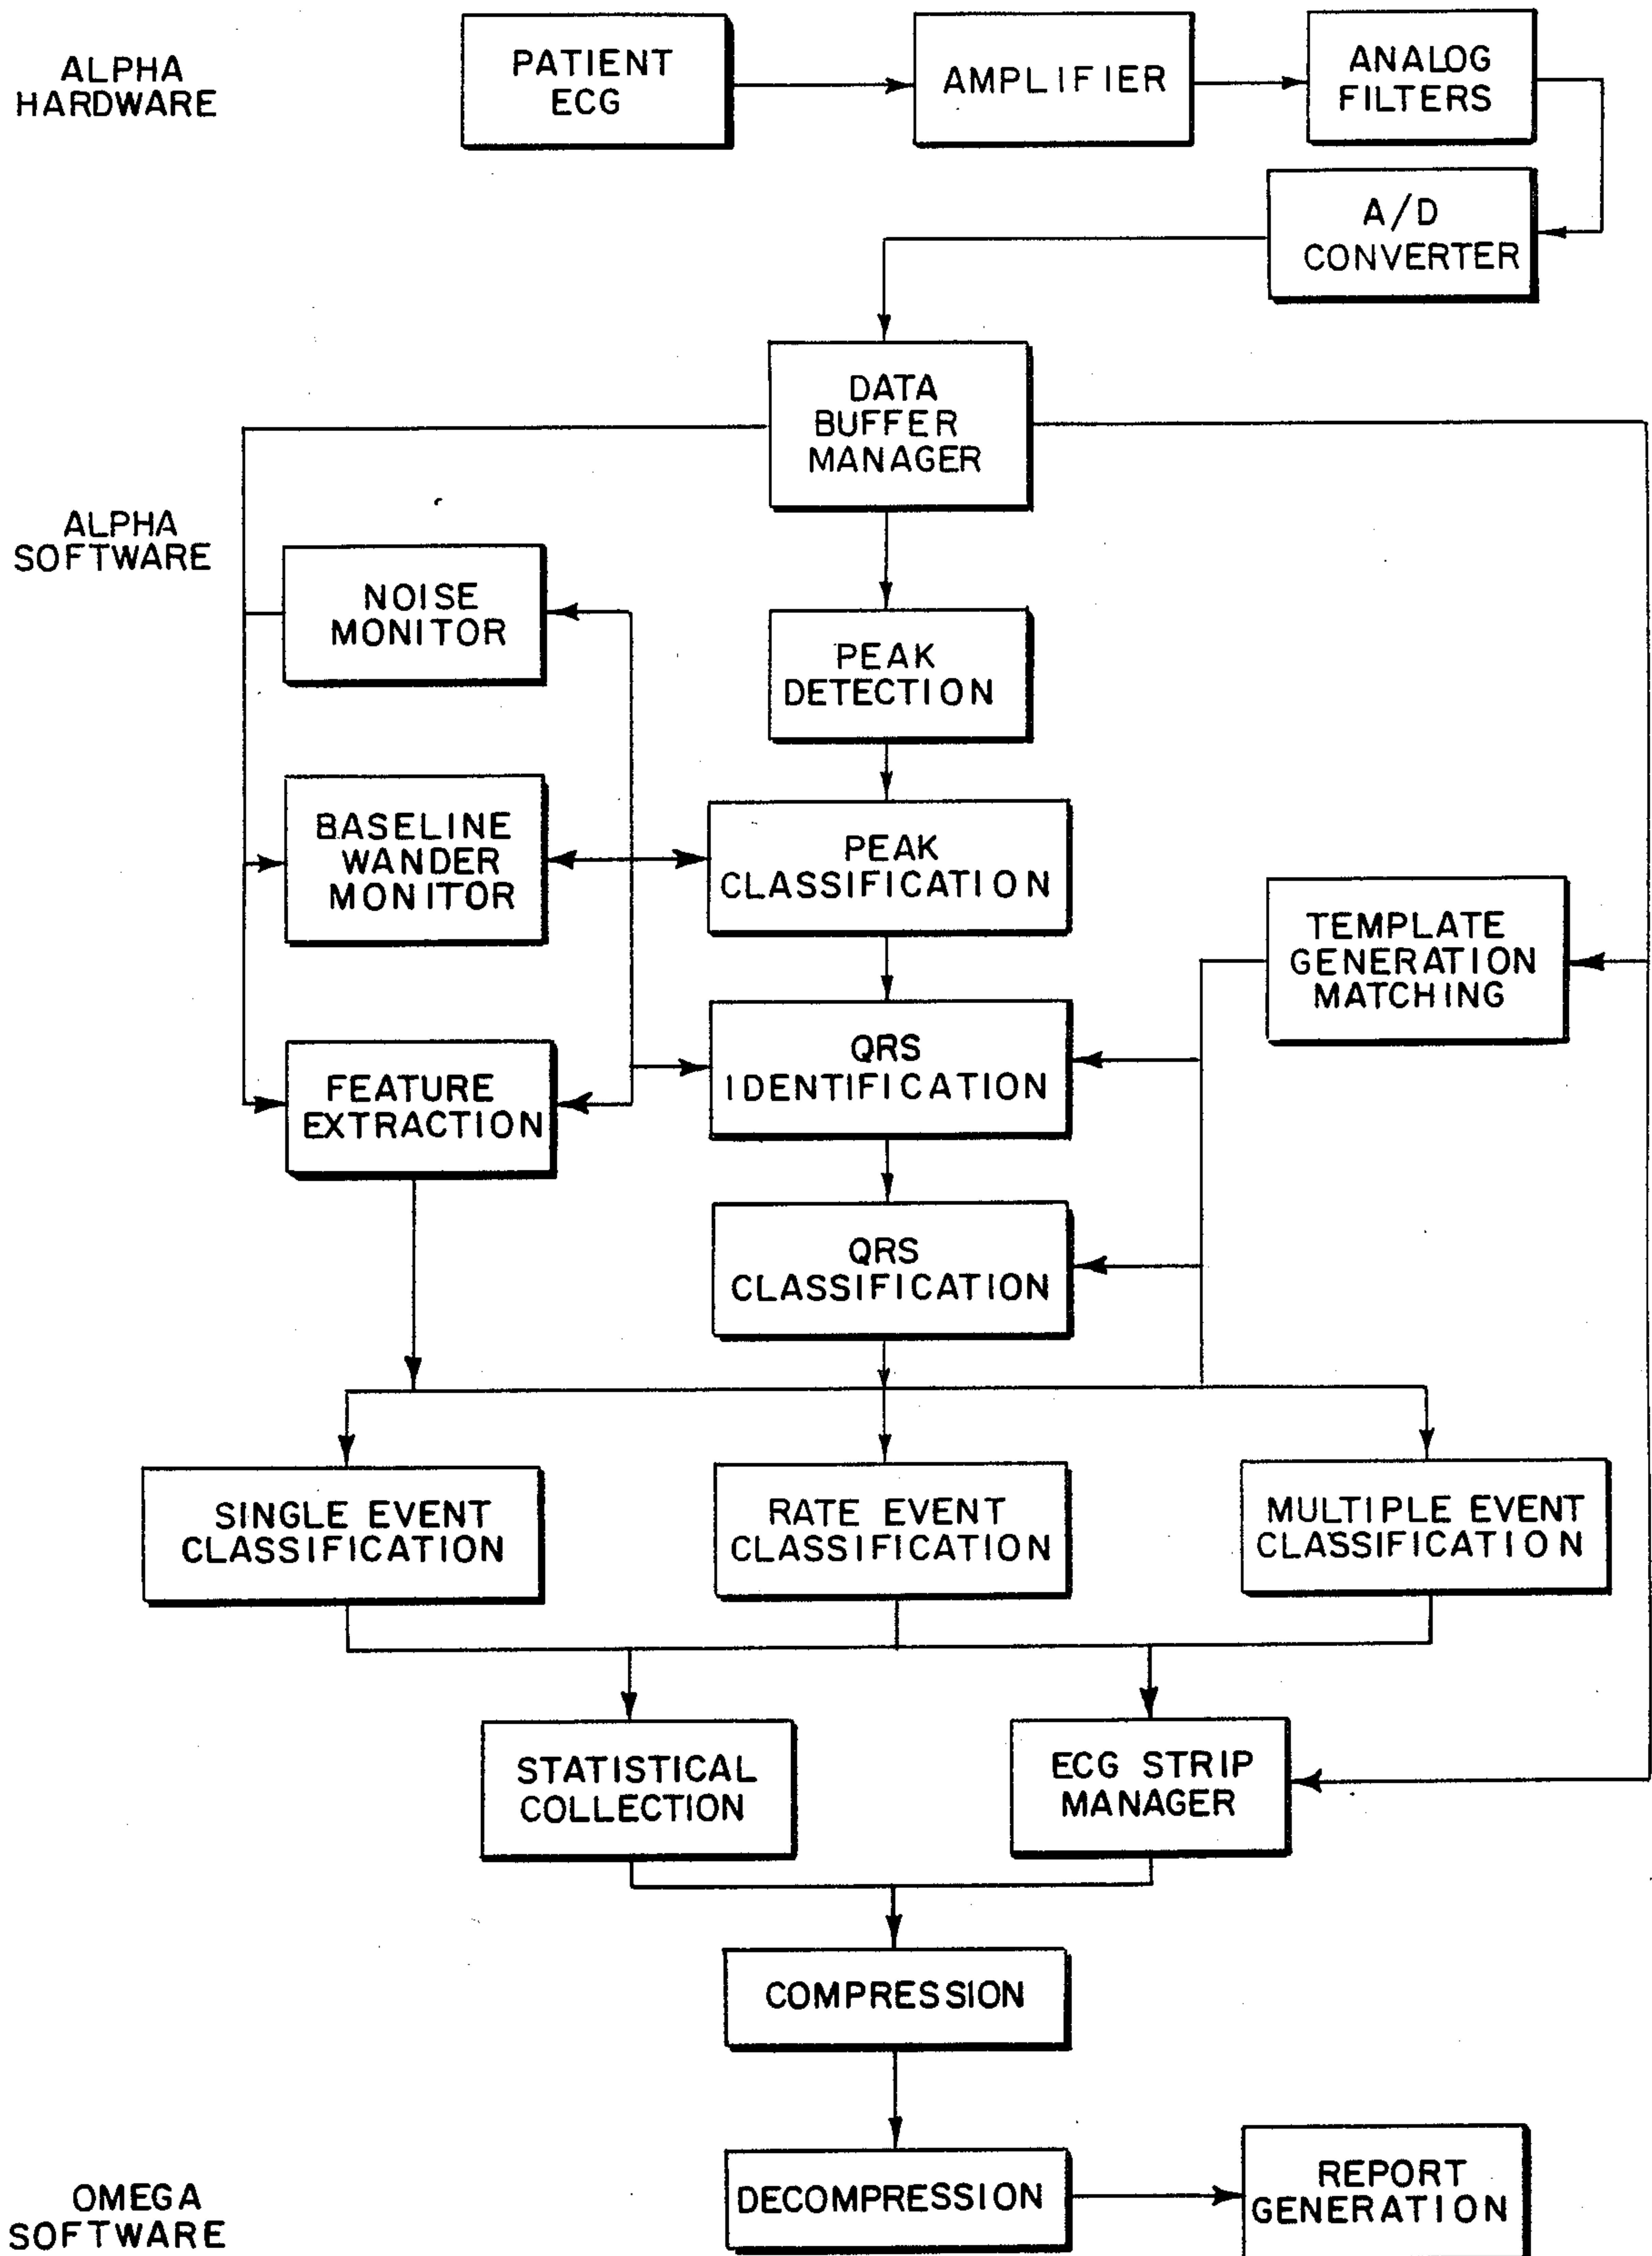 ALPHA
HARDWARE
PATIENT
ECG
AMPLIFIER
ANALOG
FILTERS
A/D
CONVERTER
DATA
BUFFER
MANAGER
ALPHA
SOFTWARE
NOISE
MONITOR
PEAK
DETECTION
BASELINE
WANDER
MONITOR
PEAK
CLASSIFICATION
TEMPLATE
GENERATION
MATCHING
FEATURE
EXTRACTION
QRS
IDENTIFICATION
QRS
CLASSIFICATION
SINGLE EVENT
CLASSIFICATION
RATE EVENT
CLASSIFICATION
MULTIPLE EVENT
CLASSIFICATION
STATISTICAL
COLLECTION
ECG STRIP
MANAGER
COMPRESSION
OMEGA
SOFTWARE
DECOMPRESSION
REPORT
GENERATION